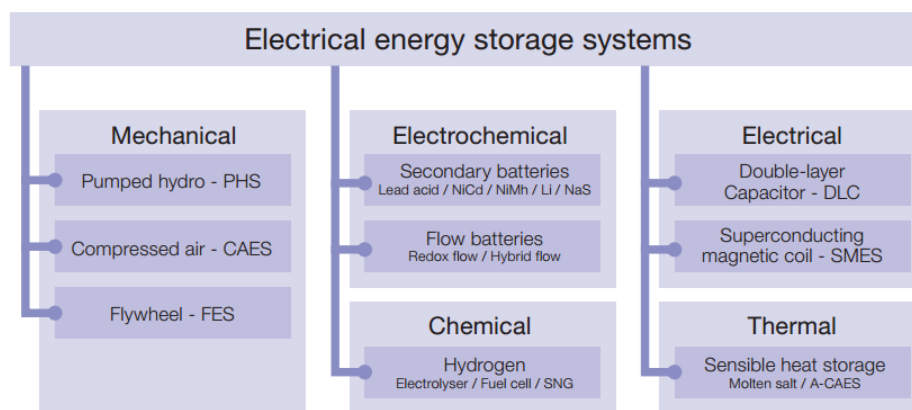 Electrical energy storage systems
Mechanical
Pumped hydro - PHS
Compressed air - CAES
Flywheel - FES
Electrochemical
Secondary batteries
Lead acid / NiCd / NiMh / Li / NaS
Flow batteries
Redox flow / Hybrid flow
Chemical
Hydrogen
Electrolyser / Fuel cell / SNG
Electrical
Double-layer
Capacitor - DLC
Superconducting
magnetic coil - SMES
Thermal
Sensible heat storage
Molten salt / A-CAES